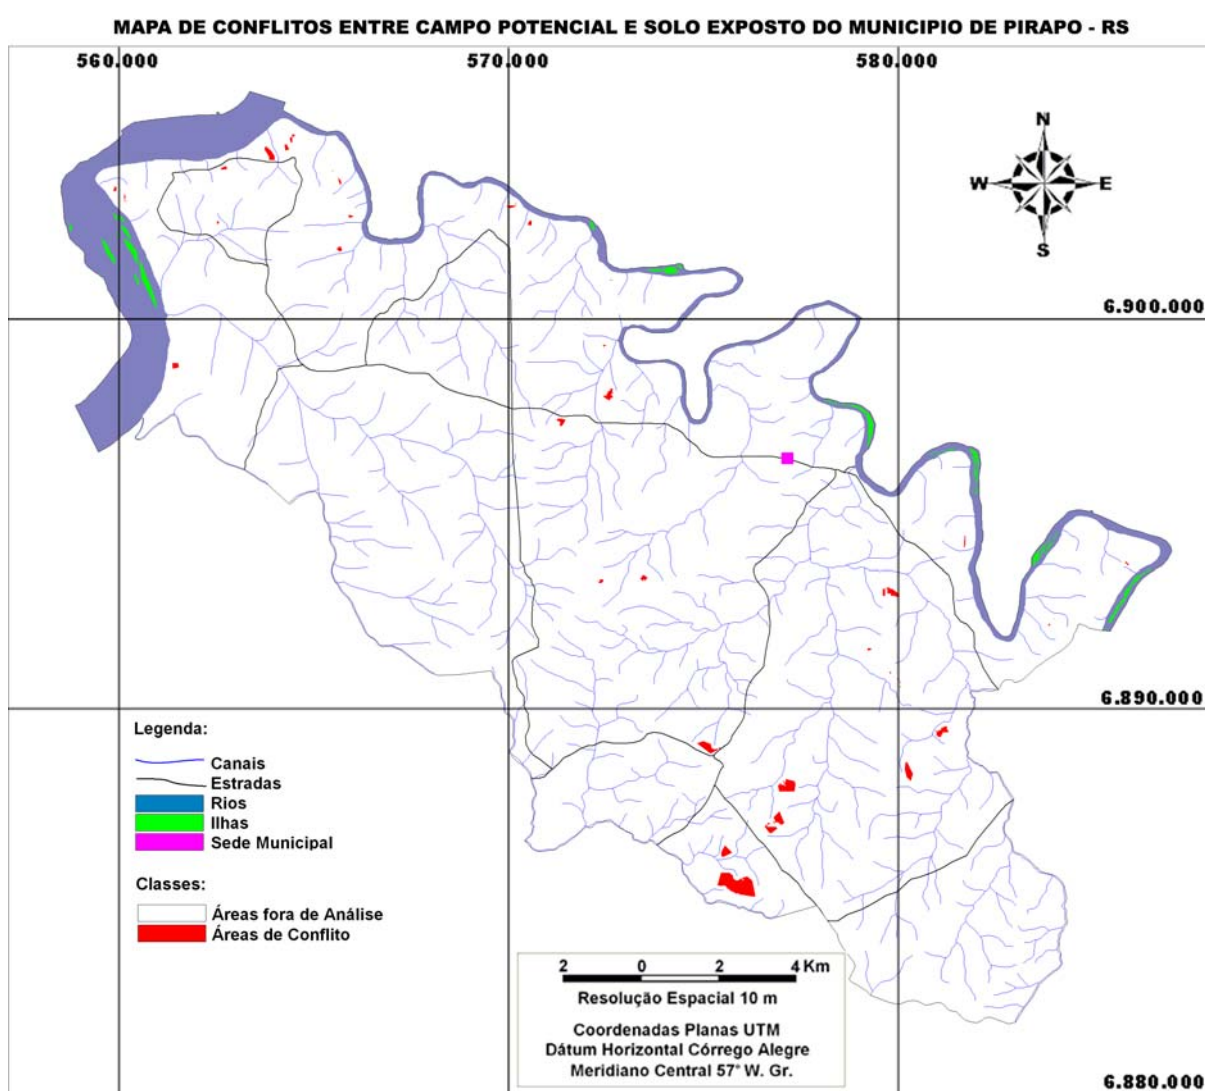 MAPA DE CONFLITOS ENTRE CAMPO POTENCIAL E SOLO EXPOSTO DO MUNICIPIO DE PIRAPO - RS
560.000 570.000 580.000
N
W E
S
6.900.000
6.890.000
Legenda:
Canais
Estradas
Rios
Ilhas
Sede Municipal
Classes:
Áreas fora de Análise
Áreas de Conflito
2 0 2 4 Km
Resolução Espacial 10 m
Coordenadas Planas UTM
Dátum Horizontal Córrego Alegre
Meridiano Central 57° W. Gr.
6.880.000